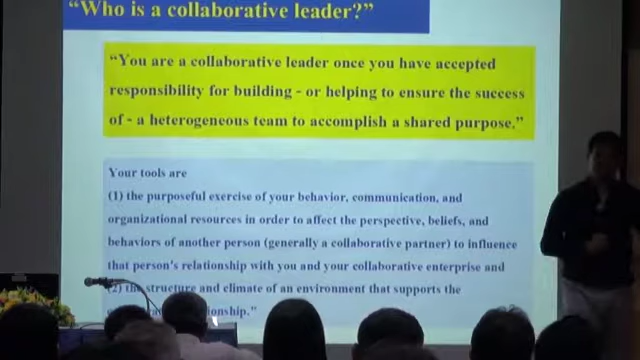 “Who is a collaborative leader?”
“You are a collaborative leader once you have accepted
responsibility for building - or helping to ensure the success
of - a heterogeneous team to accomplish a shared purpose.”
Your tools are
(1) the purposeful exercise of your behavior, communication, and
organizational resources in order to affect the perspective, beliefs, and
behaviors of another person (generally a collaborative partner) to influence
that person's relationship with you and your collaborative enterprise and
(2) the structure and climate of an environment that supports the